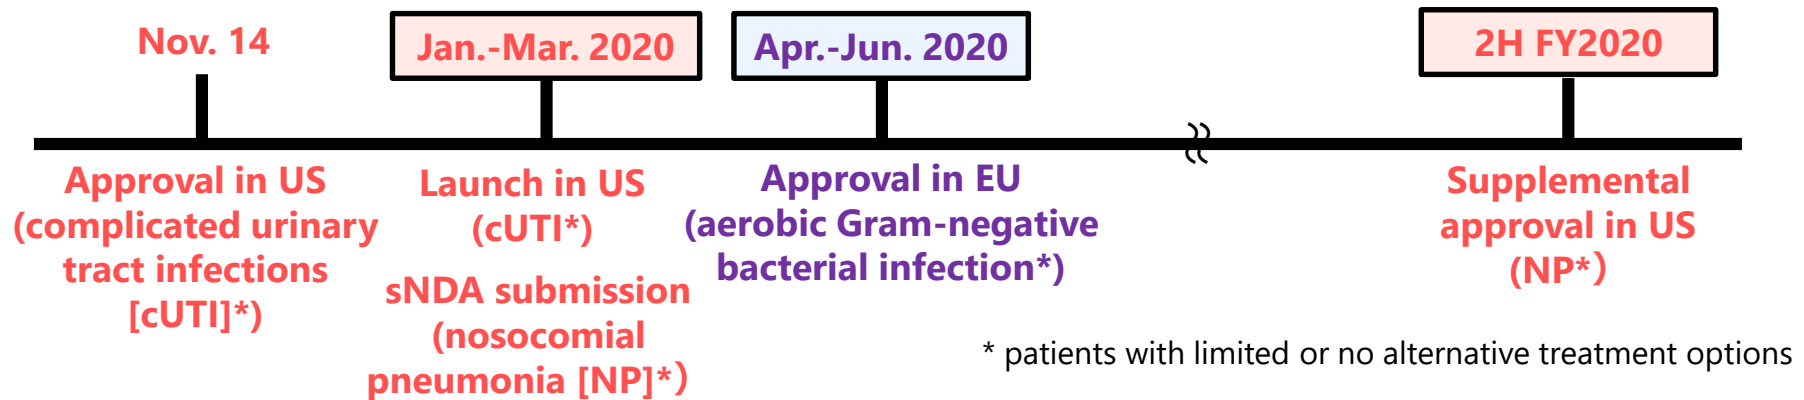 Nov. 14
Jan.-Mar. 2020
Apr.-Jun. 2020
2H FY2020
Approval in US
(complicated urinary
tract infections
[cUTI]*)
Launch in US
(cUTI*)
sNDA submission
(nosocomial
pneumonia [NP]*)
Approval in EU
(aerobic Gram-negative
bacterial infection*)
Supplemental
approval in US
(NP*)
* patients with limited or no alternative treatment options